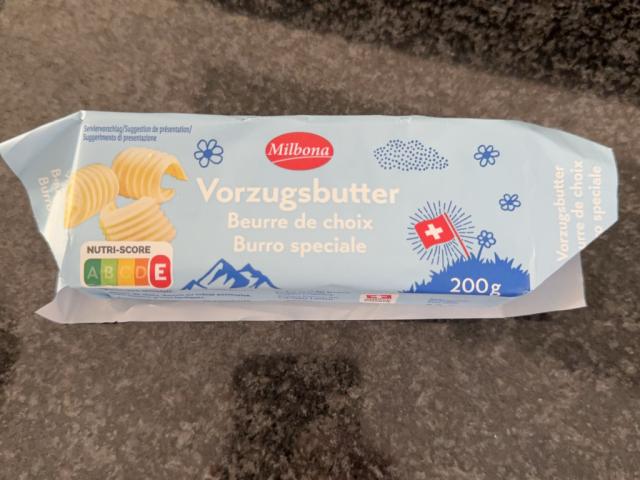 Serviervorschlag/Suggestion de présentation/
Suggerimento di presentazione
Milbona
Vorzugsbutter
Beurre de choix
Burro speciale
NUTRI-SCORE
A B C D E
200g
Vorzugsbutter
Beurre de choix
Burro speciale